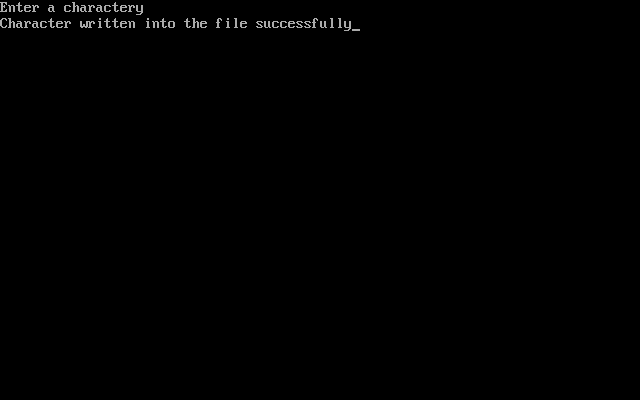 Enter a charactery
Character written into the file successfully_